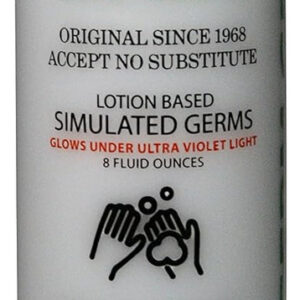 ORIGINAL SINCE 1968
ACCEPT NO SUBSTITUTE
LOTION BASED
SIMULATED GERMS
GLOWS UNDER ULTRA VIOLET LIGHT
8 FLUID OUNCES